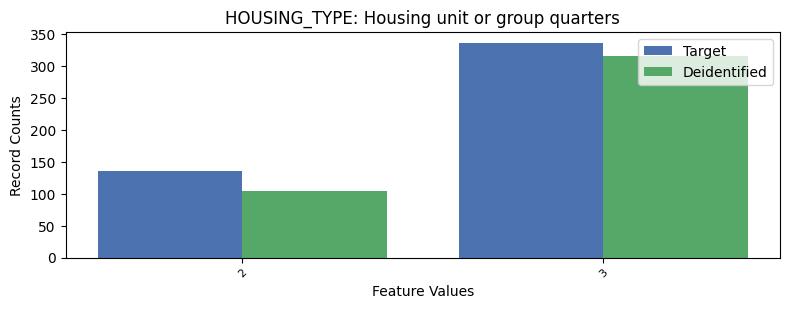 HOUSING_TYPE: Housing unit or group quarters
Record Counts
350
300
250
200
150
100
50
0
Target
Deidentified
2
3
Feature Values